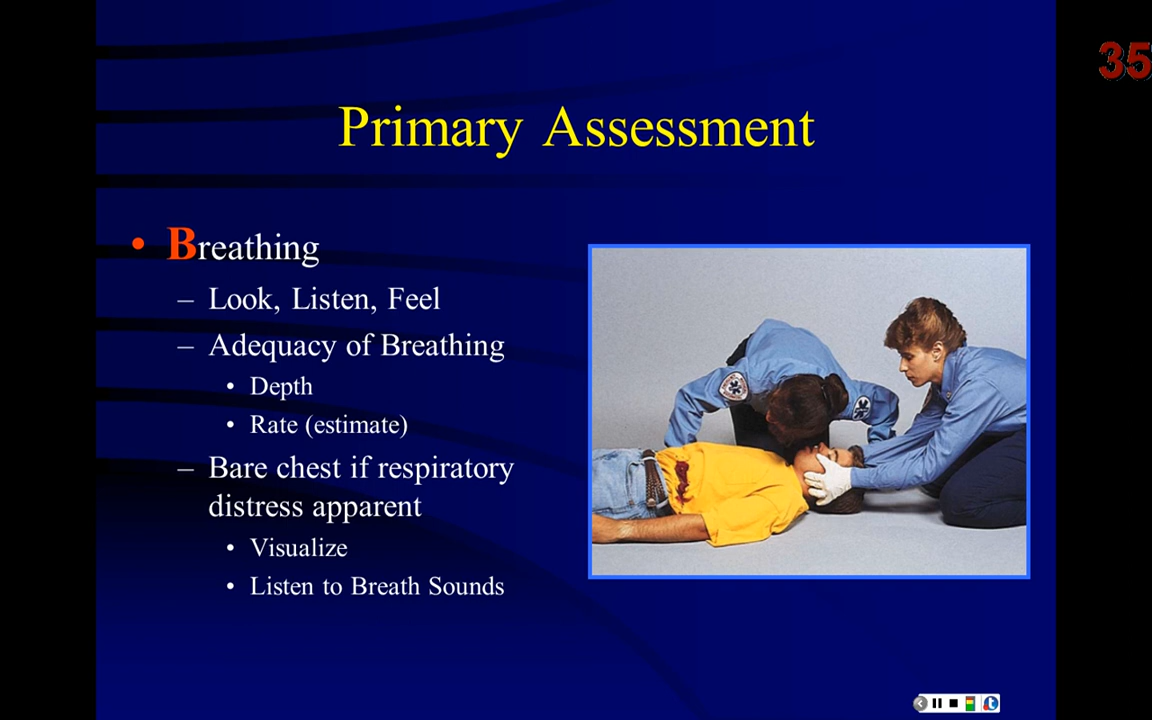 35
Primary Assessment
• Breathing
– Look, Listen, Feel
– Adequacy of Breathing
• Depth
• Rate (estimate)
– Bare chest if respiratory
distress apparent
• Visualize
• Listen to Breath Sounds